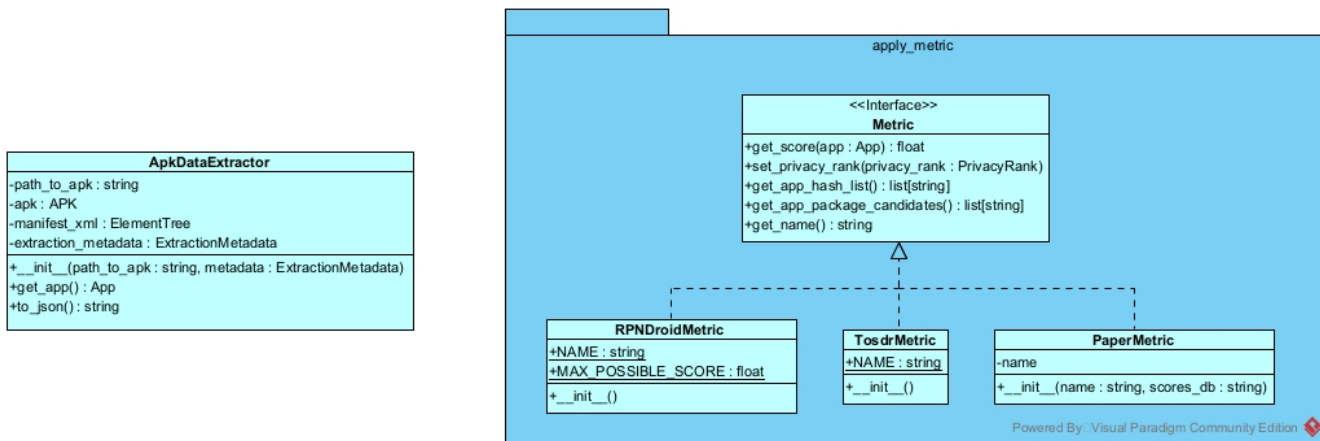 ApkDataExtractor
-path_to_apk : string
-apk : APK
-manifest_xml : ElementTree
-extraction_metadata : ExtractionMetadata
+__init__(path_to_apk : string, metadata : ExtractionMetadata)
+get_app() : App
+to_json() : string
apply_metric
<<Interface>>
Metric
+get_score(app : App) : float
+set_privacy_rank(privacy_rank : PrivacyRank)
+get_app_hash_list() : list[string]
+get_app_package_candidates() : list[string]
+get_name() : string
RPNDroidMetric
+NAME : string
+MAX_POSSIBLE_SCORE : float
+__init__()
TosdrMetric
+NAME : string
+__init__()
PaperMetric
-name
+__init__(name : string, scores_db : string)
Powered By Visual Paradigm Community Edition